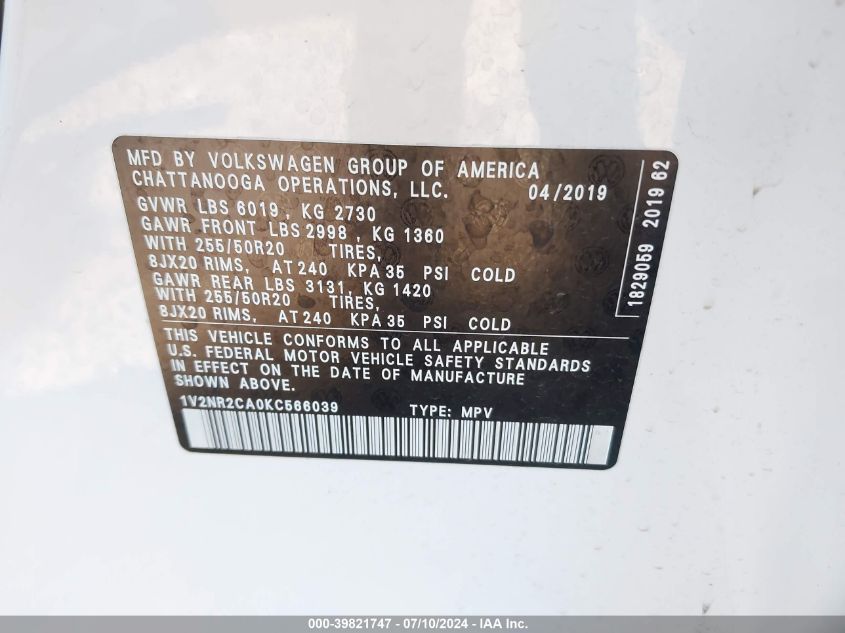 MFD BY VOLKSWAGEN GROUP OF AMERICA
CHATTANOOGA OPERATIONS, LLC. 04/2019
GVWR LBS 6019, KG 2730
GAWR FRONT LBS 2998, KG 1360
WITH 255/50R20 TIRES,
8JX20 RIMS, AT 240 KPA 35 PSI COLD
GAWR REAR LBS 3131, KG 1420
WITH 255/50R20 TIRES,
8JX20 RIMS, AT 240 KPA 35 PSI COLD
THIS VEHICLE CONFORMS TO ALL APPLICABLE
U.S. FEDERAL MOTOR VEHICLE SAFETY STANDARDS
IN EFFECT ON THE DATE OF MANUFACTURE
SHOWN ABOVE.
1V2NR2CA0KC566039 TYPE: MPV
1829059 2019 62
000-39821747 - 07/10/2024 - IAA Inc.